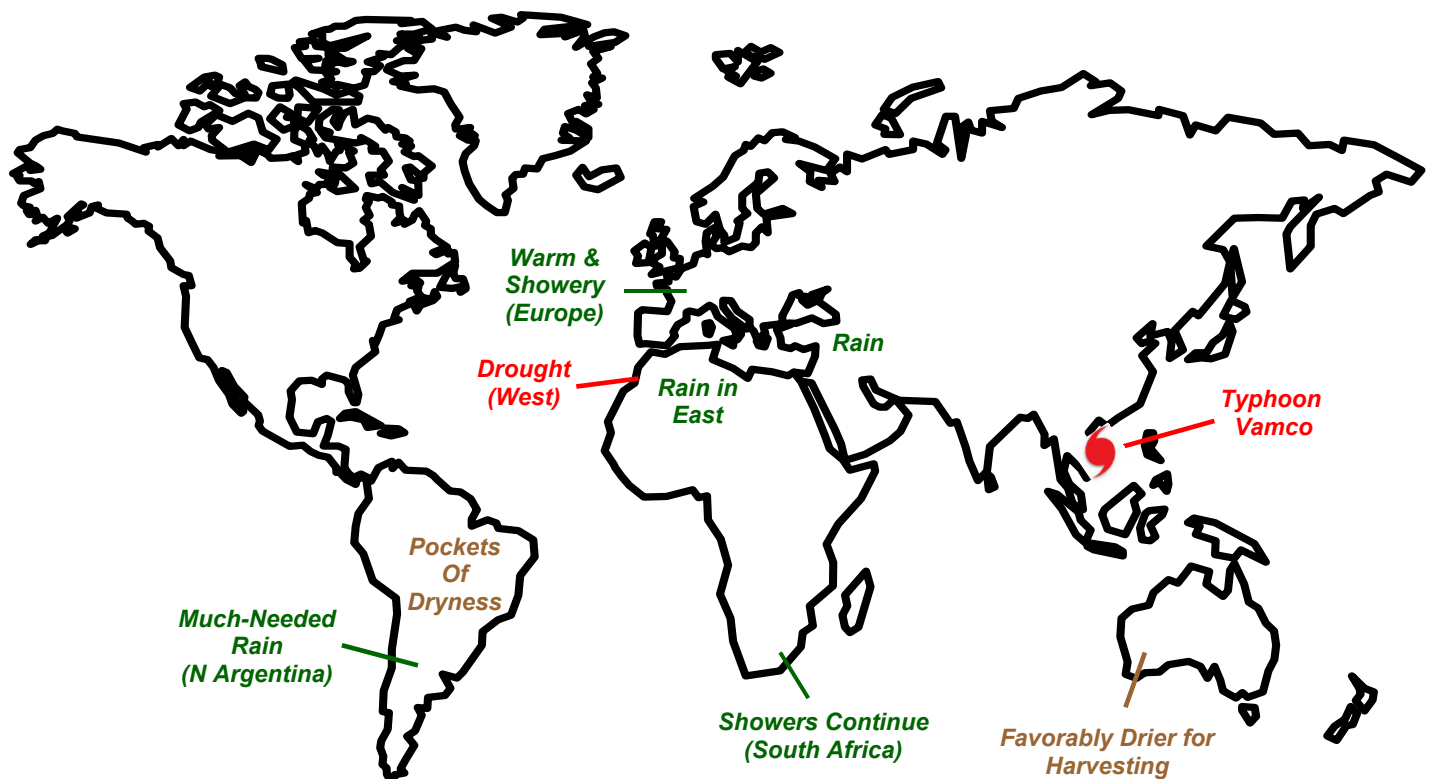 Warm &
Showery
(Europe)
Rain
Drought
(West)
Rain in
East
Typhoon
Vamco
Pockets
Of
Dryness
Much-Needed
Rain
(N Argentina)
Showers Continue
(South Africa)
Favorably Drier for
Harvesting